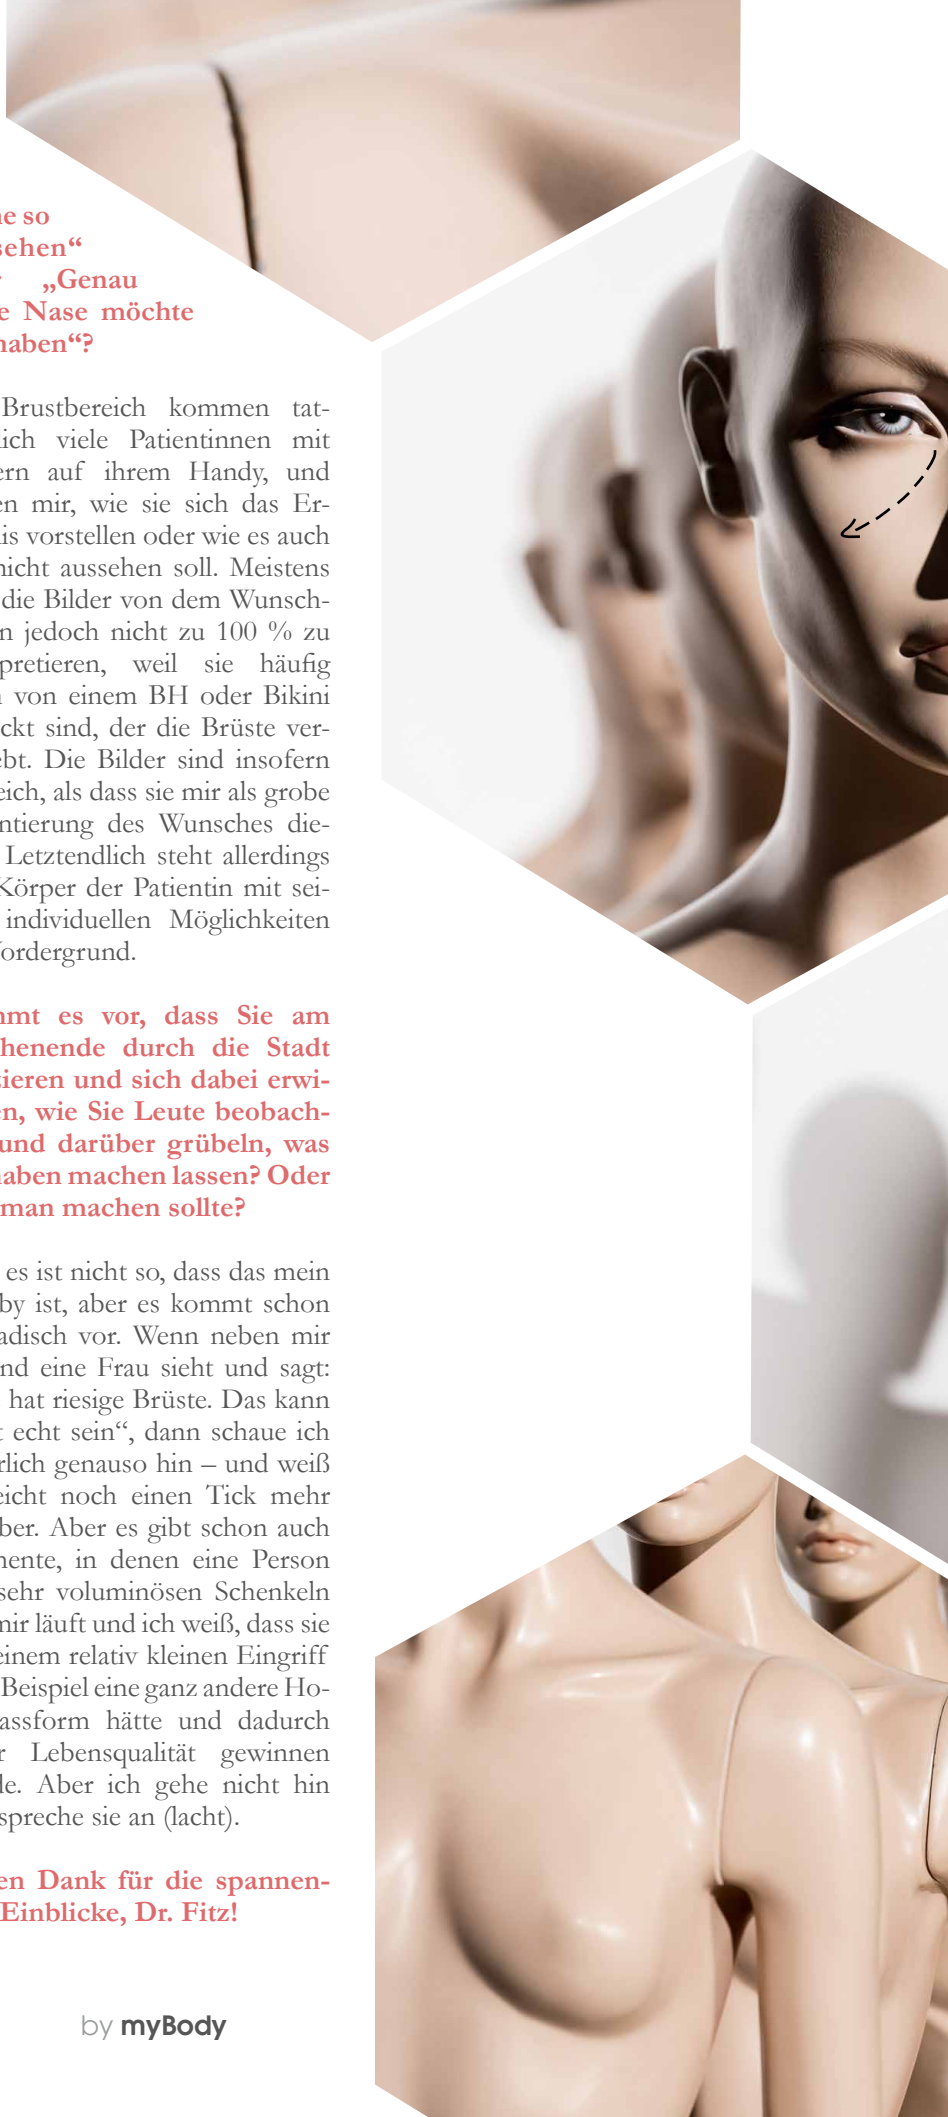 ne so
sehen“
„Genau
e Nase möchte
haben“?
Brustbereich kommen tat-
lich viele Patientinnen mit
ern auf ihrem Handy, und
en mir, wie sie sich das Er-
nis vorstellen oder wie es auch
nicht aussehen soll. Meistens
die Bilder von dem Wunsch-
n jedoch nicht zu 100 % zu
pretieren, weil sie häufig
n von einem BH oder Bikini
ckt sind, der die Brüste ver-
ebt. Die Bilder sind insofern
eich, als dass sie mir als grobe
ntierung des Wunsches die-
Letztendlich steht allerdings
Körper der Patientin mit sei-
individuellen Möglichkeiten
Vordergrund.
mmt es vor, dass Sie am
chenende durch die Stadt
zieren und sich dabei erwi-
en, wie Sie Leute beobach-
und darüber grübeln, was
haben machen lassen? Oder
man machen sollte?
es ist nicht so, dass das mein
by ist, aber es kommt schon
adisch vor. Wenn neben mir
nd eine Frau sieht und sagt:
hat riesige Brüste. Das kann
t echt sein“, dann schaue ich
rlich genauso hin – und weiß
eicht noch einen Tick mehr
ber. Aber es gibt schon auch
mente, in denen eine Person
sehr voluminösen Schenkeln
mir läuft und ich weiß, dass sie
einem relativ kleinen Eingriff
Beispiel eine ganz andere Ho-
assform hätte und dadurch
r Lebensqualität gewinnen
de. Aber ich gehe nicht hin
spreche sie an (lacht).
en Dank für die spannen-
Einblicke, Dr. Fitz!
by myBody